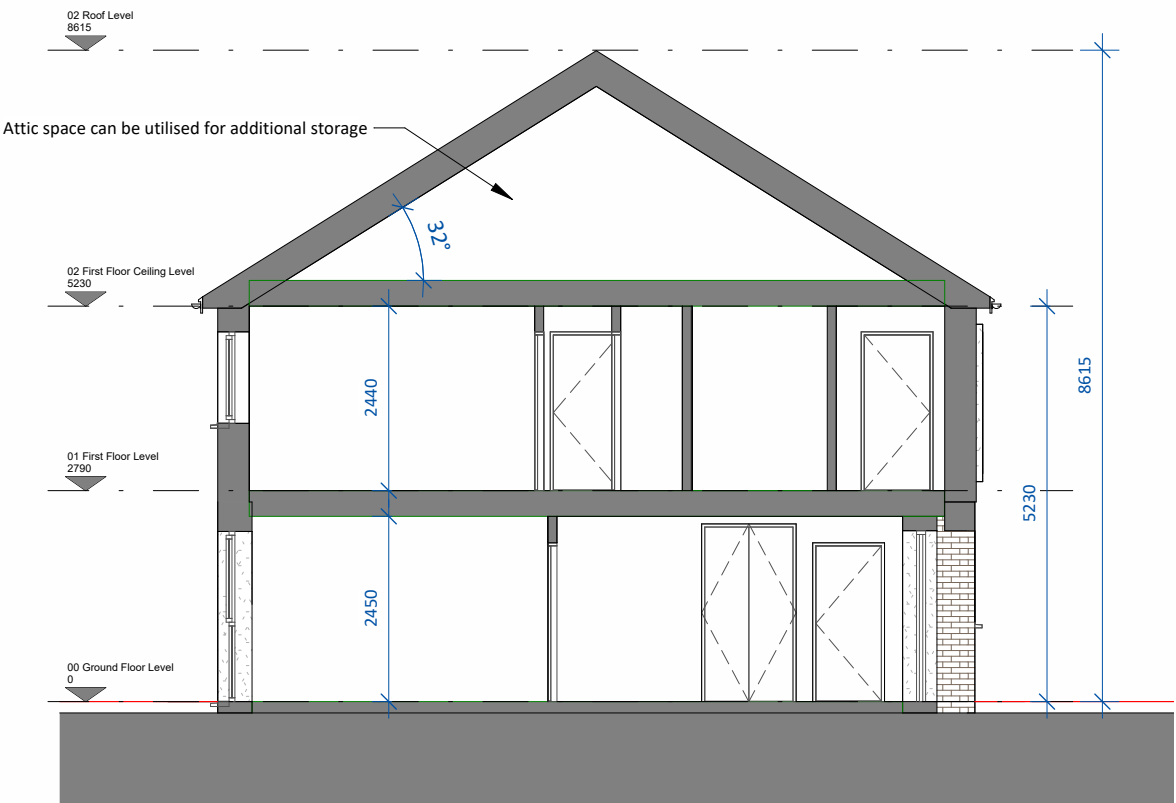 02 Roof Level
8615
Attic space can be utilised for additional storage
32°
02 First Floor Ceiling Level
5230
2440
8615
01 First Floor Level
2790
5230
2450
00 Ground Floor Level
0